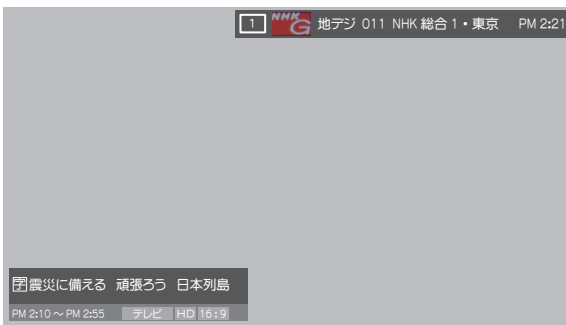 1 NHK G 地デジ 011 NHK 総合 1・東京 PM 2:21
字震災に備える 頑張ろう 日本列島
PM 2:10～PM 2:55 テレビ HD 16:9